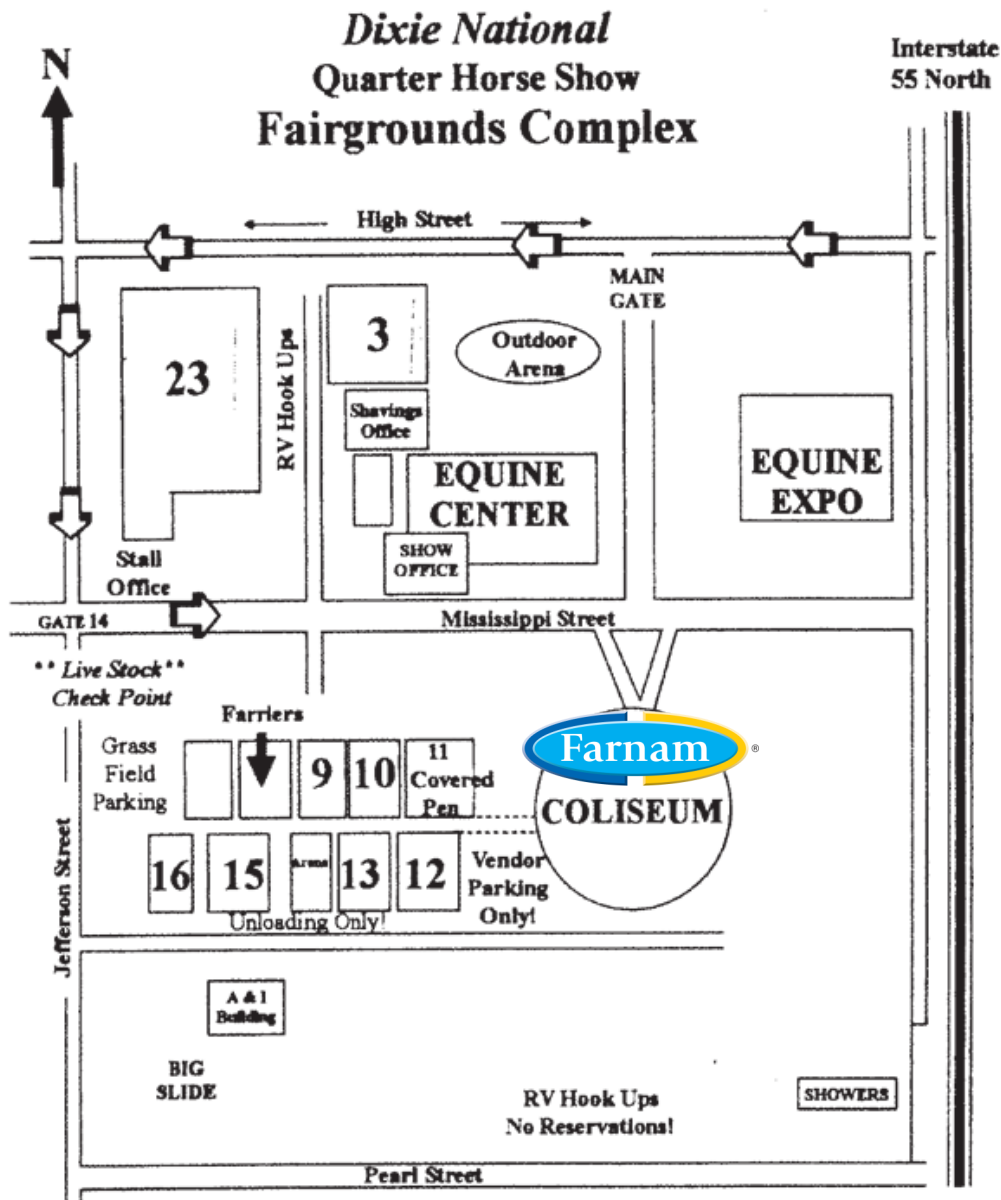 Dixie National
Quarter Horse Show
Fairgrounds Complex
N
Interstate
55 North
High Street
MAIN
GATE
23
RV Hook Ups
3
Outdoor
Arena
Shavings
Office
EQUINE
CENTER
EQUINE
EXPO
SHOW
OFFICE
Stall
Office
GATE 14
Mississippi Street
** Live Stock**
Check Point
Farriers
Grass
Field
Parking
9
10
11
Covered
Pen
Farnam
®
COLISEUM
Jefferson Street
16
15
Arena
13
12
Vendor
Parking
Only!
Unloading Only!
A & I
Building
BIG
SLIDE
RV Hook Ups
No Reservations!
SHOWERS
Pearl Street